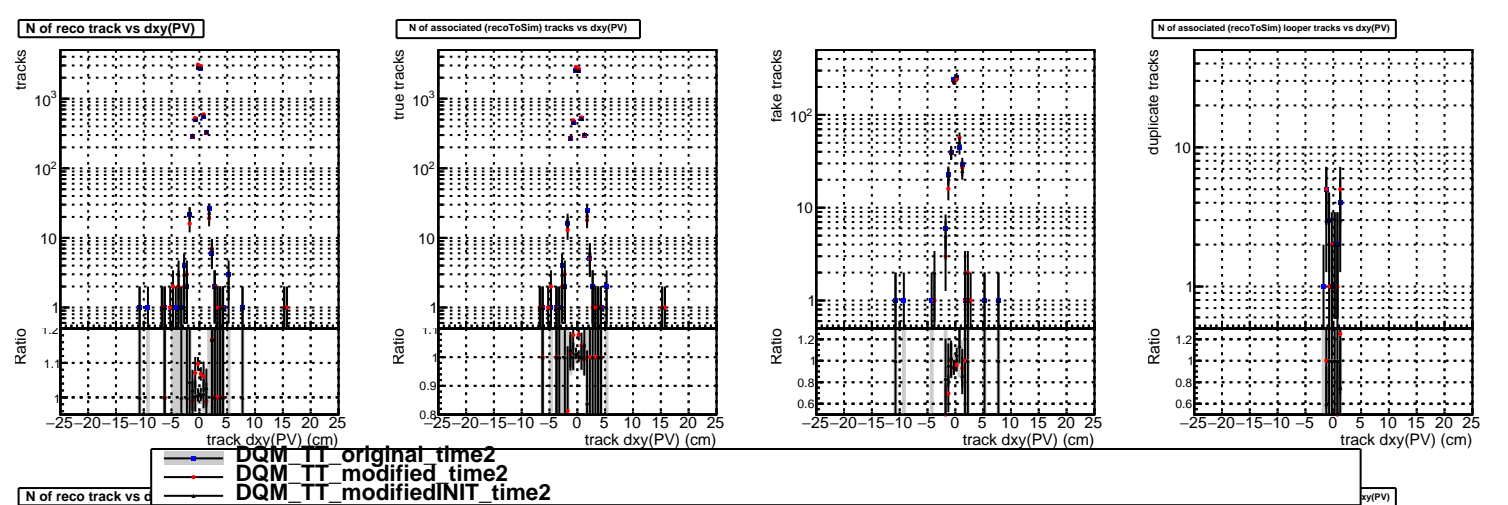 N of reco track vs dxy(PV)
N of associated (recoToSim) tracks vs dxy(PV)
N of associated (recoToSim) looper tracks vs dxy(PV)
tracks
10³
10²
10
1
Ratio
1.2
1.1
1
−25 −20 −15 −10 −5 0 5 10 15 20 25
track dxy(PV) (cm)
true tracks
10³
10²
10
1
Ratio
1.1
1
0.9
0.8
−25 −20 −15 −10 −5 0 5 10 15 20 25
track dxy(PV) (cm)
fake tracks
10²
10
1
Ratio
1.2
1
0.8
0.6
−25 −20 −15 −10 −5 0 5 10 15 20 25
track dxy(PV) (cm)
duplicate tracks
10
1
Ratio
1.2
1
0.8
0.6
−25 −20 −15 −10 −5 0 5 10 15 20 25
track dxy(PV) (cm)
DQM_TT_original_time2
DQM_TT_modified_time2
DQM_TT_modifiedINIT_time2
N of reco track vs d
xy(PV)